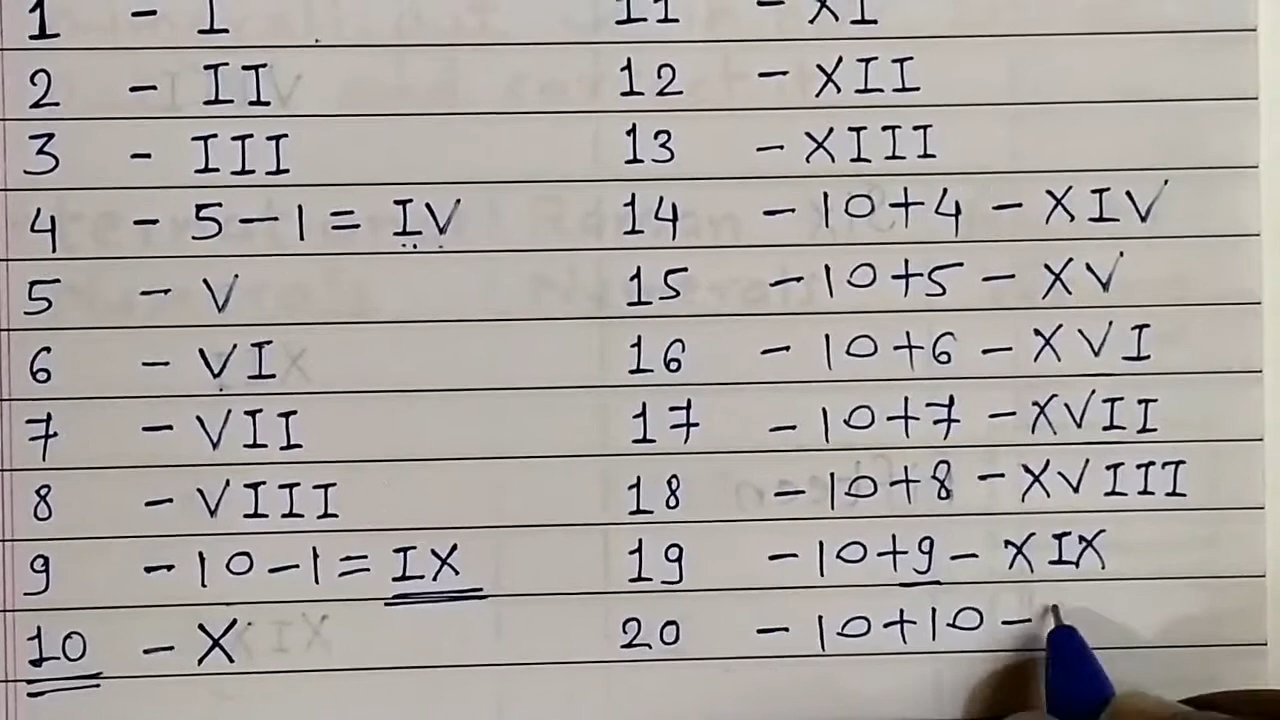 1 - I
2 - II
3 - III
4 - 5-1 = IV
5 - V
6 - VI
7 - VII
8 - VIII
9 - 10-1 = IX
10 - X
11 - XI
12 - XII
13 - XIII
14 - 10+4 - XIV
15 - 10+5 - XV
16 - 10+6 - XVI
17 - 10+7 - XVII
18 - 10+8 - XVIII
19 - 10+9 - XIX
20 - 10+10 -